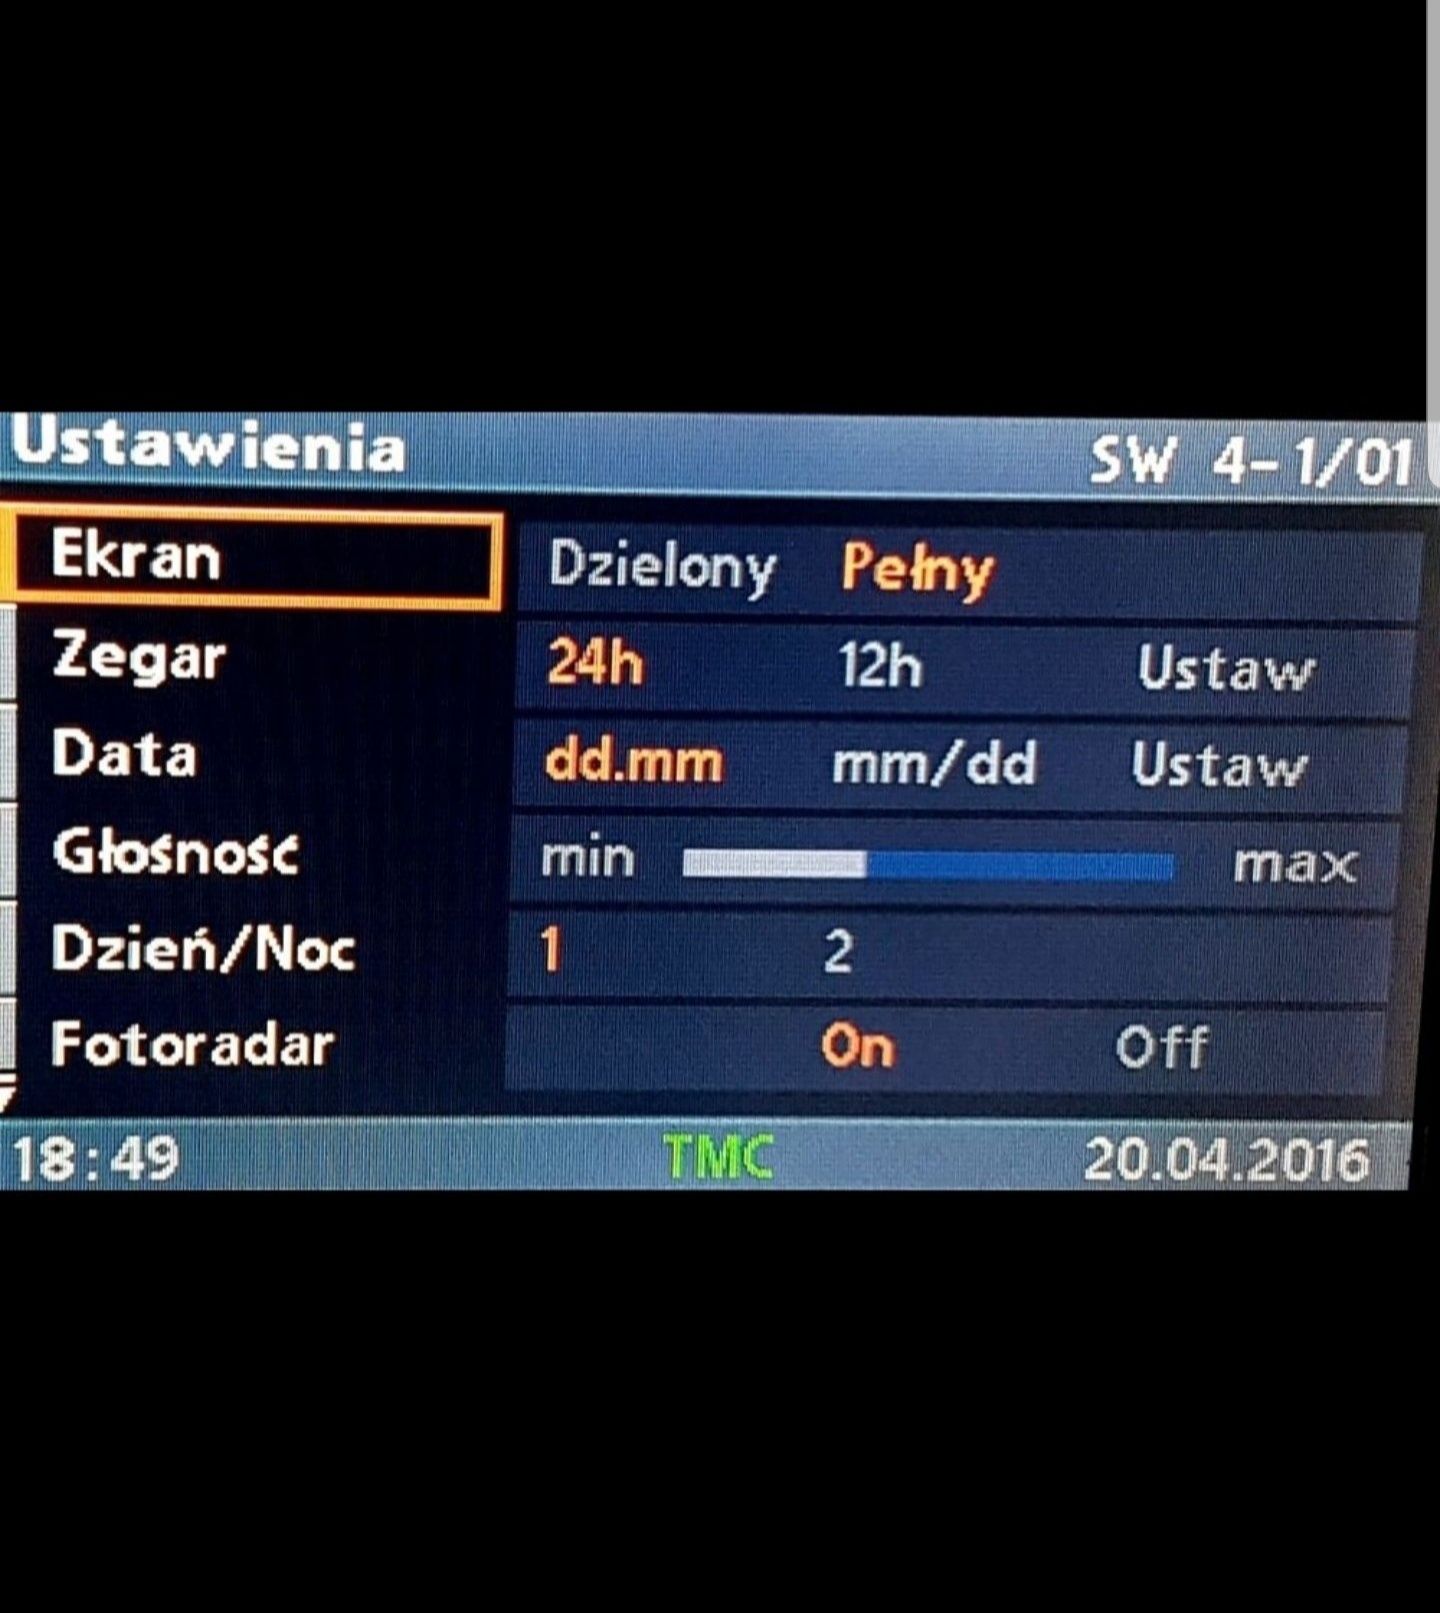 Ustawienia SW 4-1/01
Ekran Dzielony Pełny
Zegar 24h 12h Ustaw
Data dd.mm mm/dd Ustaw
Głośność min max
Dzień/Noc 1 2
Fotoradar On Off
18:49 TMC 20.04.2016